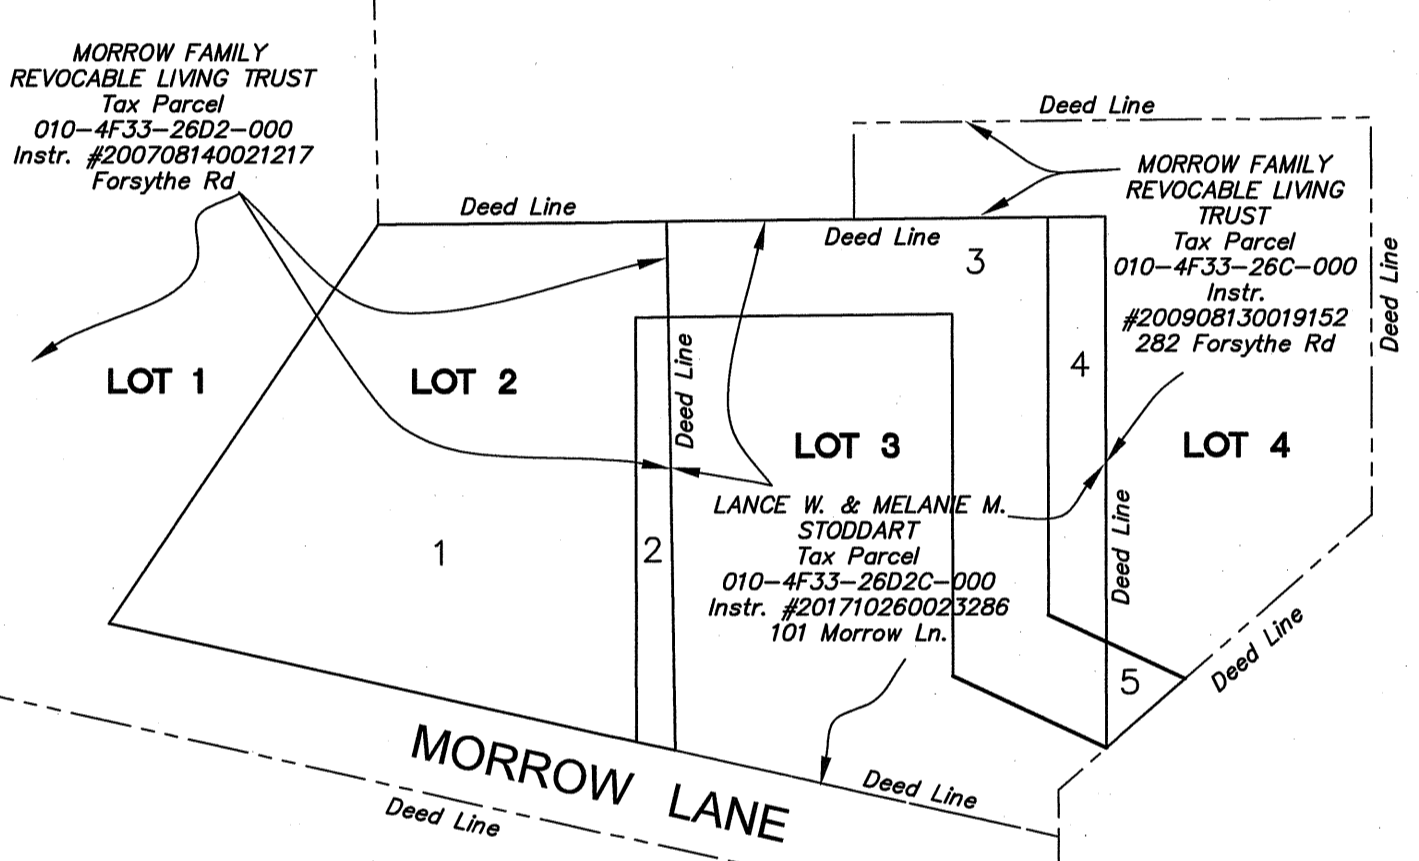 MORROW FAMILY
REVOCABLE LIVING TRUST
Tax Parcel
010-4F33-26D2-000
Instr. #200708140021217
Forsythe Rd
Deed Line
Deed Line
MORROW FAMILY
REVOCABLE LIVING
TRUST
Tax Parcel
010-4F33-26C-000
Instr.
#200908130019152
282 Forsythe Rd
Deed Line
Deed Line
3
4
LOT 1
LOT 2
Deed Line
LOT 3
LOT 4
LANCE W. & MELANIE M.
STODDART
Tax Parcel
010-4F33-26D2C-000
Instr. #201710260023286
101 Morrow Ln.
1
2
Deed Line
5
Deed Line
MORROW LANE
Deed Line
Deed Line